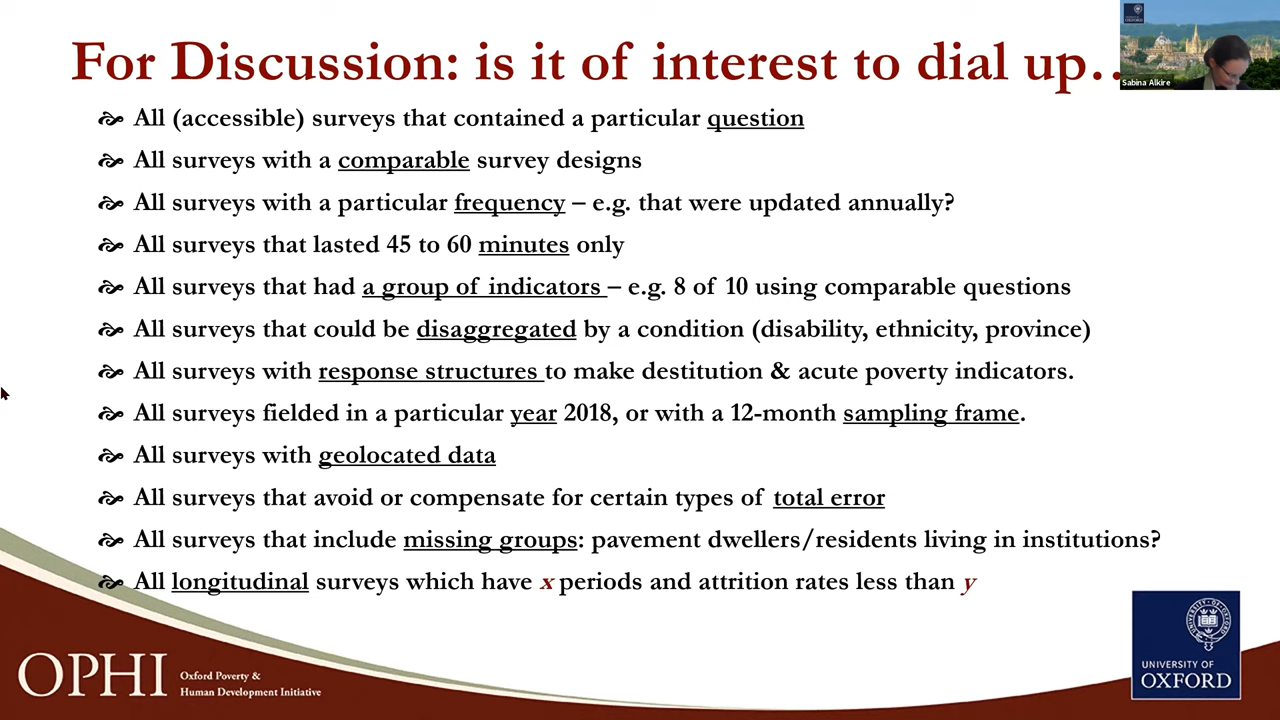 For Discussion: is it of interest to dial up…
Sabina Alkire
All (accessible) surveys that contained a particular question
All surveys with a comparable survey designs
All surveys with a particular frequency – e.g. that were updated annually?
All surveys that lasted 45 to 60 minutes only
All surveys that had a group of indicators – e.g. 8 of 10 using comparable questions
All surveys that could be disaggregated by a condition (disability, ethnicity, province)
All surveys with response structures to make destitution & acute poverty indicators.
All surveys fielded in a particular year 2018, or with a 12-month sampling frame.
All surveys with geolocated data
All surveys that avoid or compensate for certain types of total error
All surveys that include missing groups: pavement dwellers/residents living in institutions?
All longitudinal surveys which have x periods and attrition rates less than y
OPHI
Oxford Poverty &
Human Development Initiative
UNIVERSITY OF
OXFORD